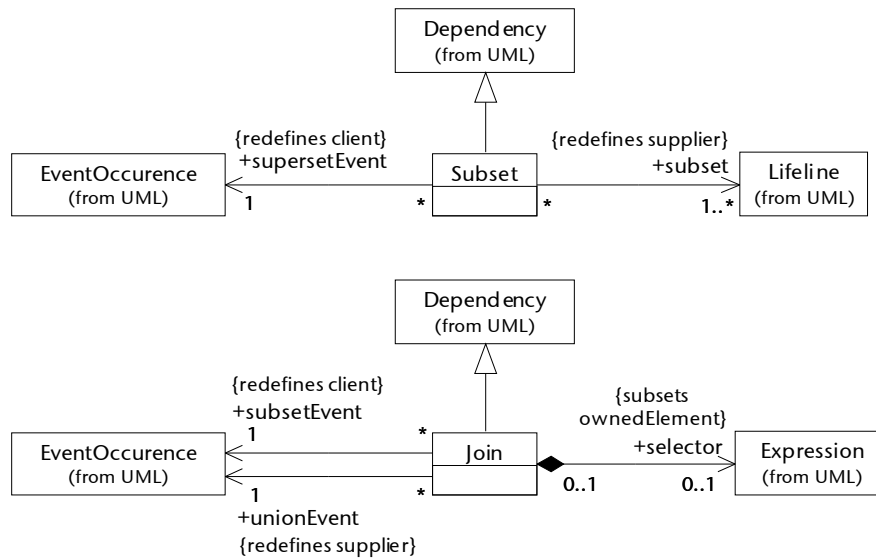 Dependency
(from UML)
{redefines client}
+supersetEvent
{redefines supplier}
+subset
EventOccurence
(from UML)
Subset
Lifeline
(from UML)
1
*
*
1..*
Dependency
(from UML)
{redefines client}
+subsetEvent
{subsets
ownedElement}
+selector
1
*
EventOccurence
(from UML)
Join
Expression
(from UML)
1
*
0..1
0..1
+unionEvent
{redefines supplier}